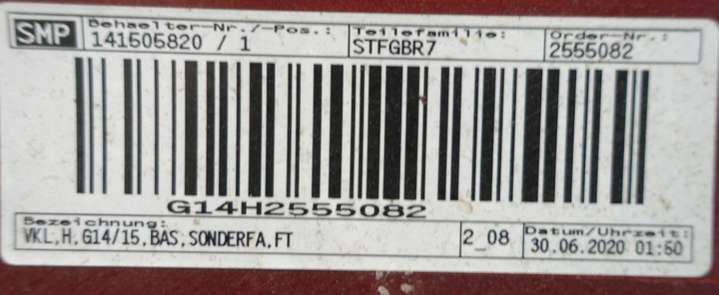 SMP Behaelter-Nr./-Pos.: Teilefamilie: Order-Nr.:
141505820 / 1 STFGBR7 2555082
G14H2555082
Bezeichnung: Datum/Uhrzeit:
VKL,H,G14/15,BAS,SONDERFA,FT 2_08 30.06.2020 01:50